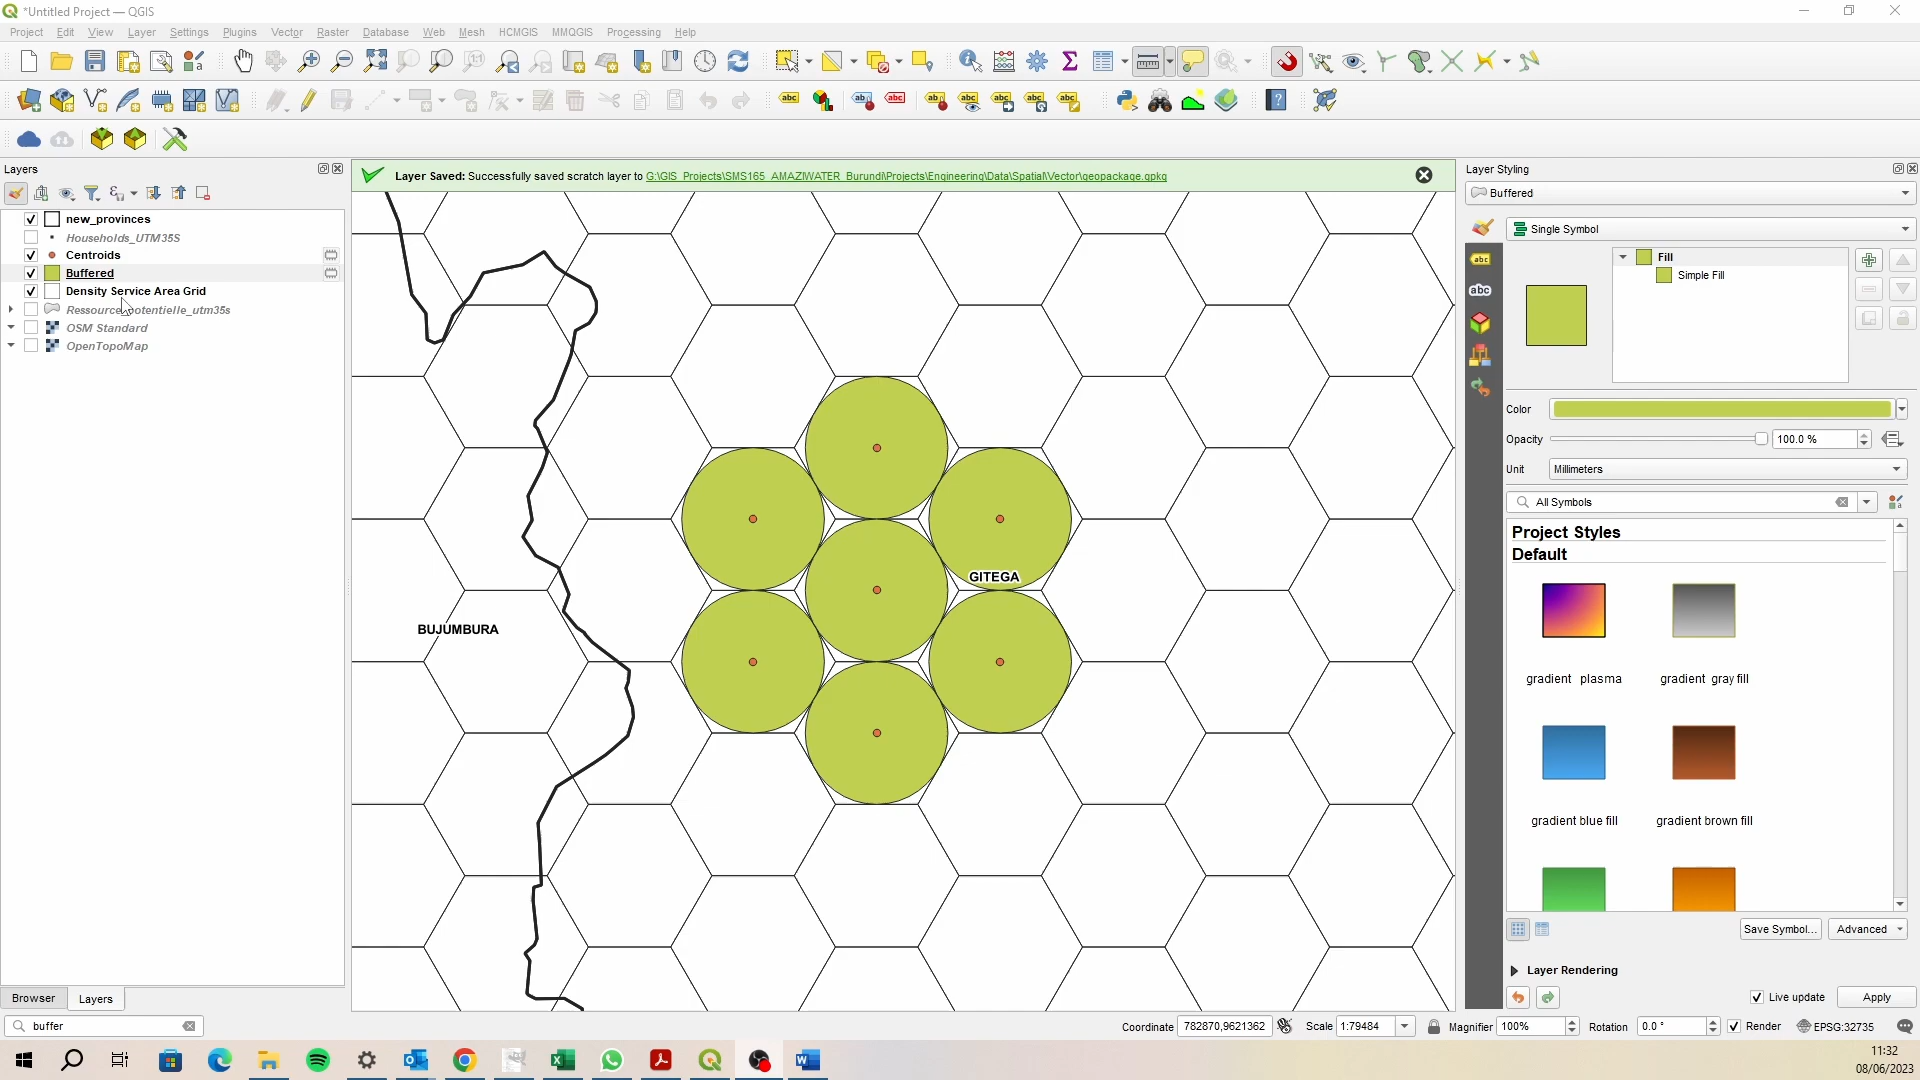 *Untitled Project — QGIS
Project Edit View Layer Settings Plugins Vector Raster Database Web Mesh HCMGIS MMQGIS Processing Help
Layers
new_provinces
Households_UTM35S
Centroids
Buffered
Density Service Area Grid
Ressource_potentielle_utm35s
OSM Standard
OpenTopoMap
Layer Saved: Successfully saved scratch layer to G:\GIS_Projects\SMS165_AMAZIWATER_Burundi\Projects\Engineering\Data\Spatial\Vector\geopackage.gpkg
BUJUMBURA
GITEGA
Layer Styling
Buffered
Single Symbol
Fill
Simple Fill
Color
Opacity 100.0 %
Unit Millimeters
All Symbols
Project Styles
Default
gradient plasma
gradient gray fill
gradient blue fill
gradient brown fill
Save Symbol...
Advanced
Layer Rendering
Live update
Apply
Browser
Layers
buffer
Coordinate 782870,9621362 Scale 1:79484 Magnifier 100% Rotation 0.0 ° Render EPSG:32735
11:32
08/06/2023